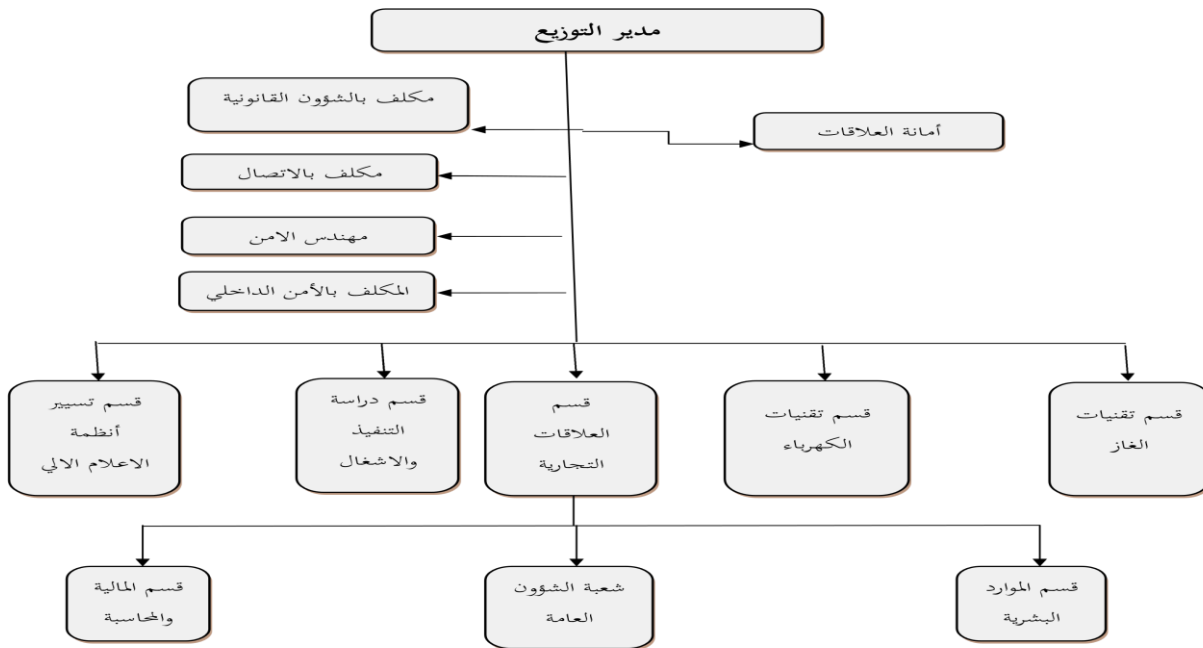 مدير التوزيع
مكلف بالشؤون القانونية
أمانة العلاقات
مكلف بالاتصال
مهندس الامن
المكلف بالأمن الداخلي
قسم تقنيات
الغاز
قسم تقنيات
الكهرباء
قسم
العلاقات
التجارية
قسم دراسة
التنفيذ
والاشغال
قسم تسيير
أنظمة
الاعلام الالي
قسم الموارد
البشرية
شعبة الشؤون
العامة
قسم المالية
والمحاسبة